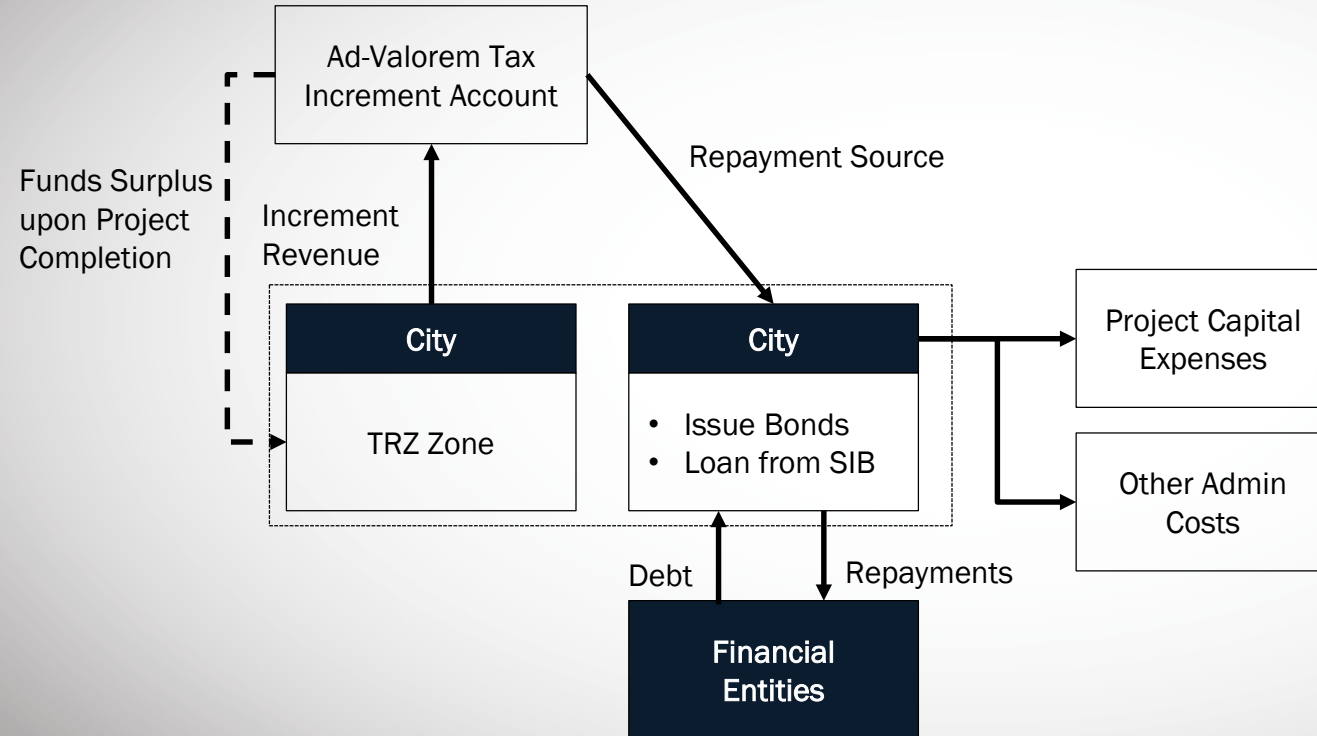 Ad-Valorem Tax
Increment Account
Repayment Source
Funds Surplus
upon Project
Completion
Increment
Revenue
City
TRZ Zone
City
• Issue Bonds
• Loan from SIB
Project Capital
Expenses
Other Admin
Costs
Debt
Repayments
Financial
Entities